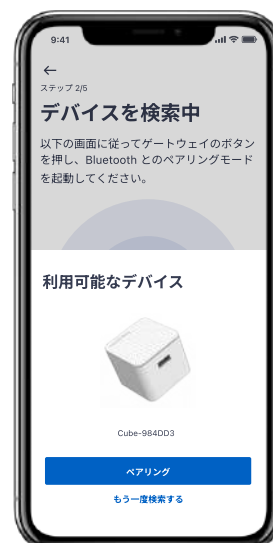 9:41
ステップ 2/5
デバイスを検索中
以下の画面に従ってゲートウェイのボタン
を押し、Bluetooth とのペアリングモード
を起動してください。
利用可能なデバイス
Cube-984DD3
ペアリング
もう一度検索する